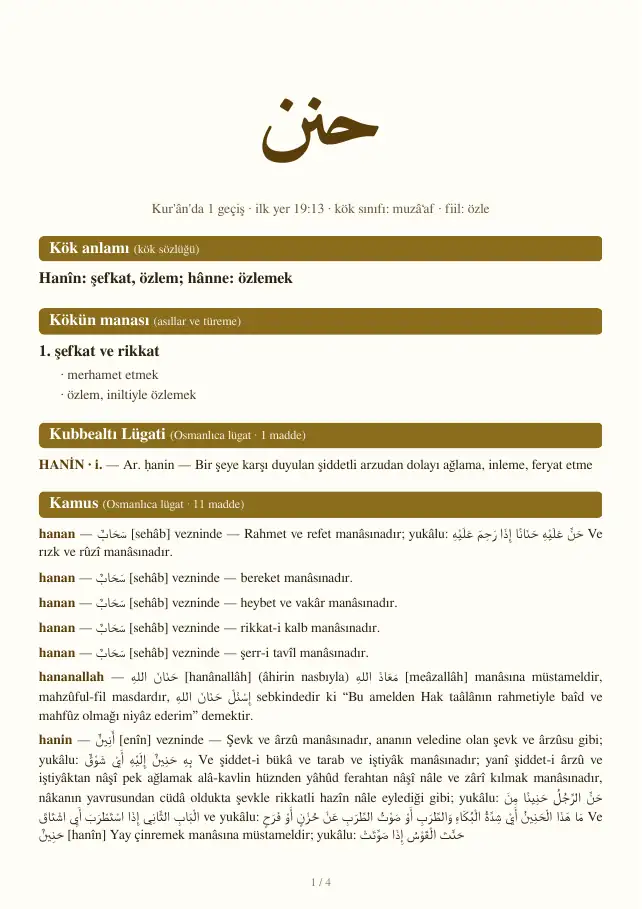 حنن
Kur'ân'da 1 geçiş · ilk yer 19:13 · kök sınıfı: muzâ‘af · fiil: özle
Kök anlamı (kök sözlüğü)
Hanîn: şefkat, özlem; hânne: özlemek
Kökün manası (asıllar ve türeme)
1. şefkat ve rikkat
· merhamet etmek
· özlem, iniltiyle özlemek
Kubbealtı Lügati (Osmanlıca lügat · 1 madde)
HANİN · i. — Ar. ḥanin — Bir şeye karşı duyulan şiddetli arzudan dolayı ağlama, inleme, feryat etme
Kamus (Osmanlıca lügat · 11 madde)
hanan — سَحَابٌ [sehâb] vezninde — Rahmet ve refet manâsınadır; yukâlu: حَنَّ عَلَيْهِ حَنَانًا إِذَا رَحِمَ عَلَيْهِ Ve
rızk ve rûzî manâsınadır.
hanan — سَحَابٌ [sehâb] vezninde — bereket manâsınadır.
hanan — سَحَابٌ [sehâb] vezninde — heybet ve vakâr manâsınadır.
hanan — سَحَابٌ [sehâb] vezninde — rikkat-i kalb manâsınadır.
hanan — سَحَابٌ [sehâb] vezninde — şerr-i tavîl manâsınadır.
hananallah — حَنَانَ اللهِ [hanânallâh] (âhirin nasbıyla) مَعَاذَ اللهِ [meâzallâh] manâsına müstameldir,
mahzûful-fiil masdardır, إِسْئَلْ حَنَانَ اللهِ sebkindedir ki “Bu amelden Hak taâlânın rahmetiyle baîd ve
mahfûz olmağı niyâz ederim” demektir.
hanin — أَنِينٌ [enîn] vezninde — Şevk ve ârzû manâsınadır, ananın veledine olan şevk ve ârzûsu gibi;
yukâlu: بِهِ حَنِينٌ إِلَيْهِ أَيْ شَوْقٌ Ve şiddet-i bükâ ve tarab ve iştiyâk manâsınadır; yanî şiddet-i ârzû ve
iştiyâktan nâşî pek ağlamak alâ-kavlin hüznden yâhûd ferahtan nâşî nâle ve zârî kılmak manâsınadır,
nâkanın yavrusundan cüdâ oldukta şevkle rikkatli hazîn nâle eylediği gibi; yukâlu: حَنَّ الرَّجُلُ حَنِينًا مِنَ
الْبَابِ الثَّانِي إِذَا اسْتَطْرَبَ أَيِ اشْتَاقَ ve yukâlu: مَا هَذَا الْحَنِينُ أَيْ شِدَّةُ الْبُكَاءِ وَالطَّرَبِ أَوْ صَوْتُ الطَّرَبِ عَنْ حُزْنٍ أَوْ فَرَحٍ Ve
حَنِينٌ [hanîn] Yay çinremek manâsına müstameldir; yukâlu: حَنَّتِ الْقَوْسُ إِذَا صَوَّتَتْ
1 / 4